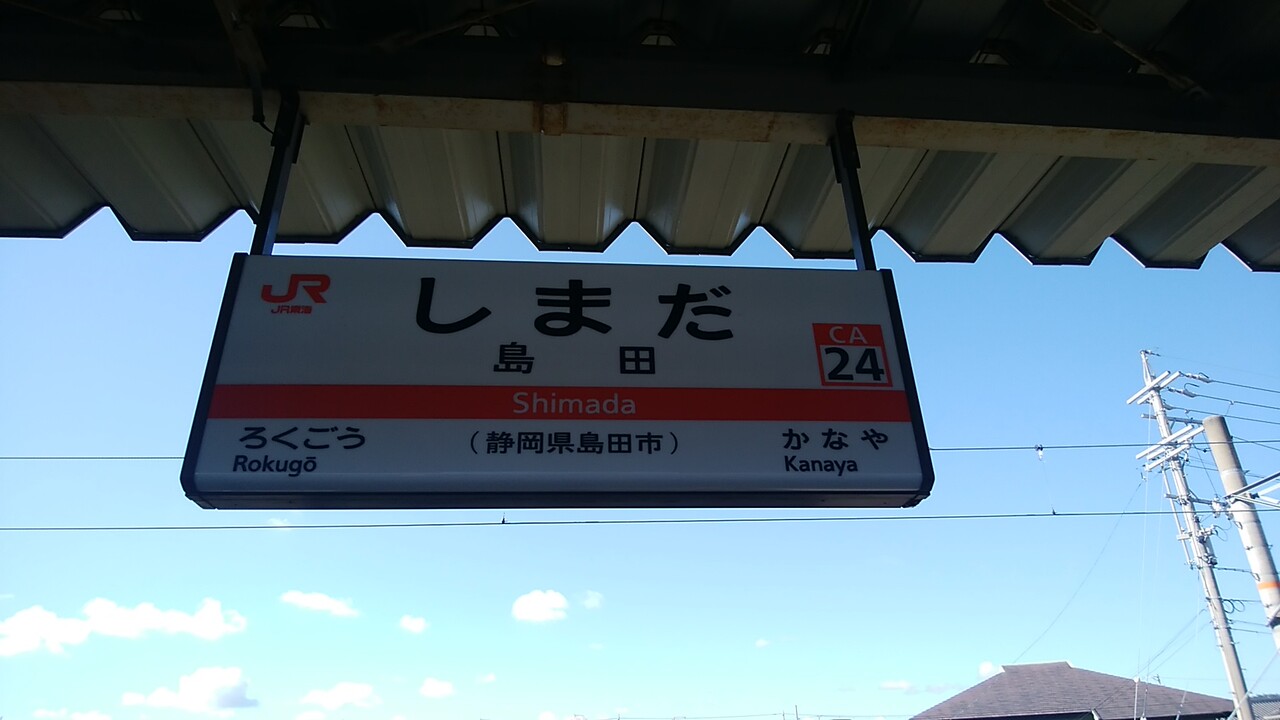 JR
JR東海
しまだ
島田
CA
24
Shimada
ろくごう
Rokugō
（静岡県島田市）
かなや
Kanaya